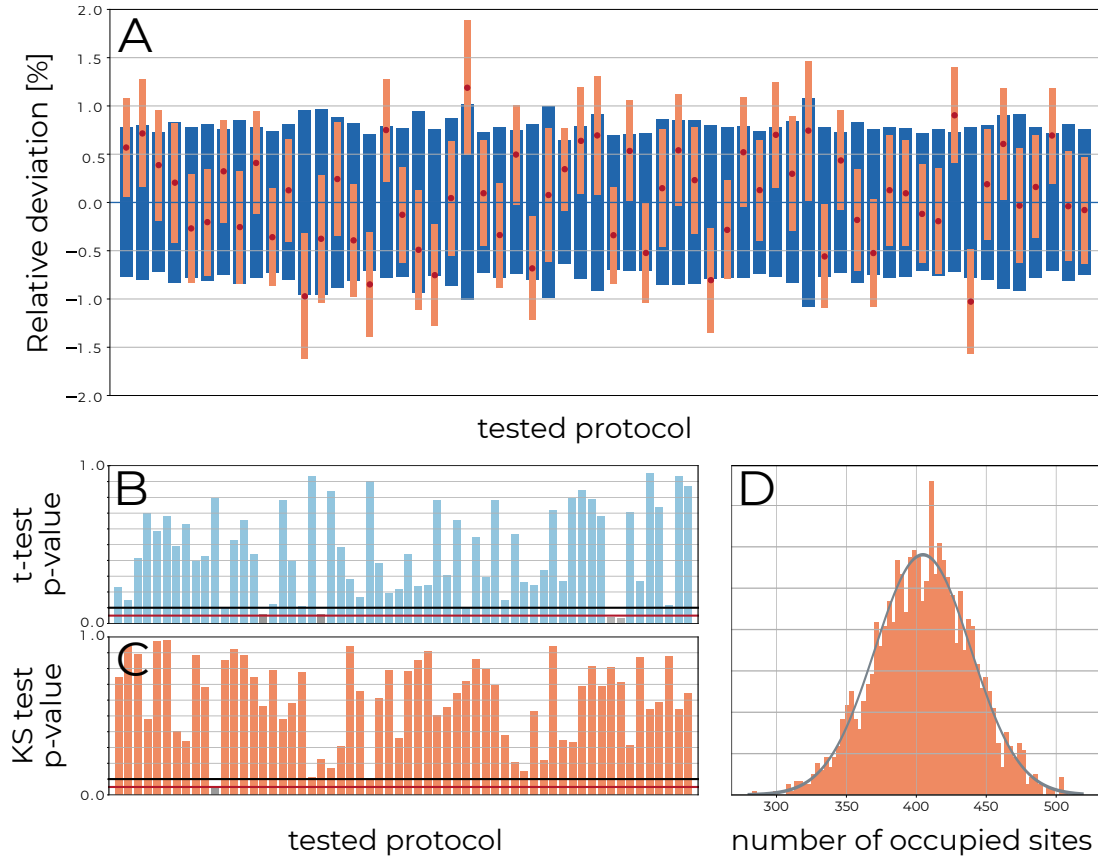 A
Relative deviation [%]
2.0
1.5
1.0
0.5
0.0
−0.5
−1.0
−1.5
−2.0
tested protocol
B
t-test
p-value
1.0
0.0
C
KS test
p-value
1.0
0.0
tested protocol
D
300 350 400 450 500
number of occupied sites